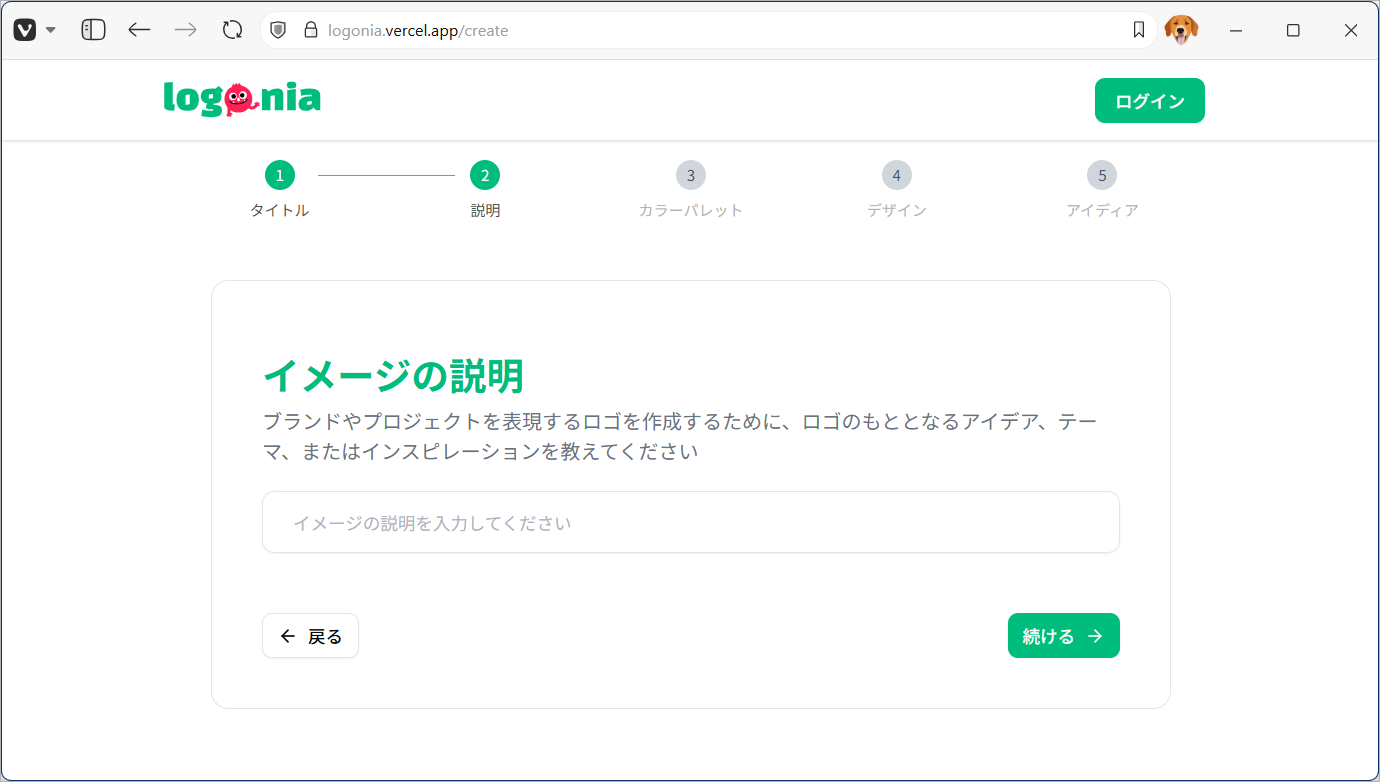 logonia.vercel.app/create
logonia
ログイン
1
2
3
4
5
タイトル
説明
カラーパレット
デザイン
アイディア
イメージの説明
ブランドやプロジェクトを表現するロゴを作成するために、ロゴのもととなるアイデア、テー
マ、またはインスピレーションを教えてください
イメージの説明を入力してください
戻る
続ける